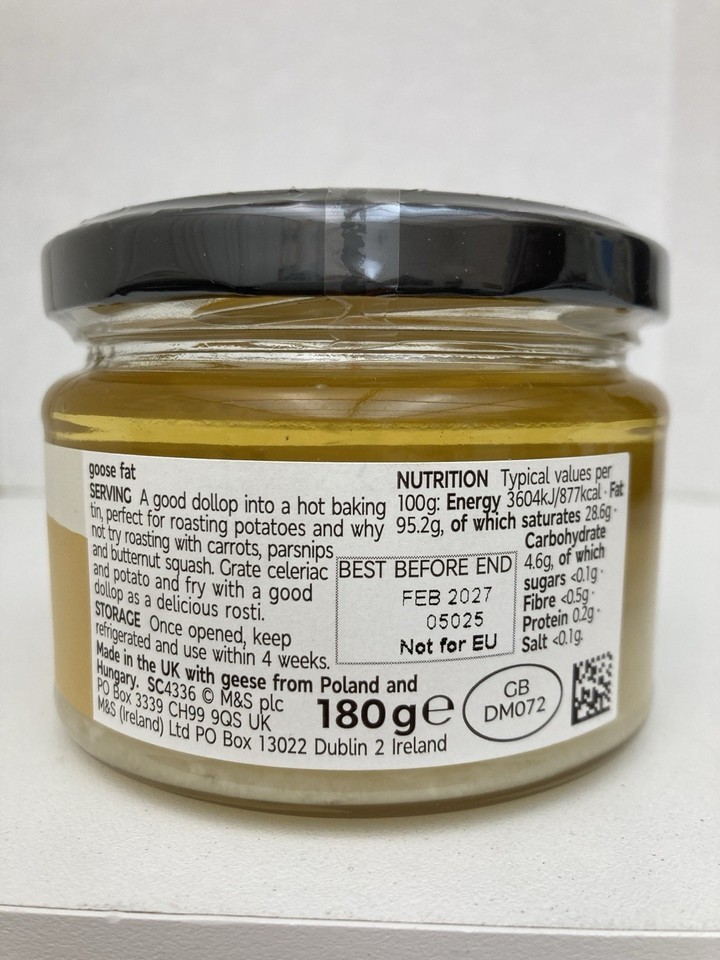 goose fat
SERVING A good dollop into a hot baking
tin, perfect for roasting potatoes and why
not try roasting with carrots, parsnips
and butternut squash. Grate celeriac
and potato and fry with a good
dollop as a delicious rosti.
STORAGE Once opened, keep
refrigerated and use within 4 weeks.
Made in the UK with geese from Poland and
Hungary. SC4336 © M&S plc
PO Box 3339 CH99 9QS UK
M&S (Ireland) Ltd PO Box 13022 Dublin 2 Ireland
NUTRITION Typical values per
100g: Energy 3604kJ/877kcal · Fat
95.2g, of which saturates 28.6g ·
Carbohydrate
4.6g, of which
sugars <0.1g ·
Fibre <0.5g ·
Protein 0.2g ·
Salt <0.1g.
BEST BEFORE END
FEB 2027
05025
Not for EU
180g e
GB
DM072